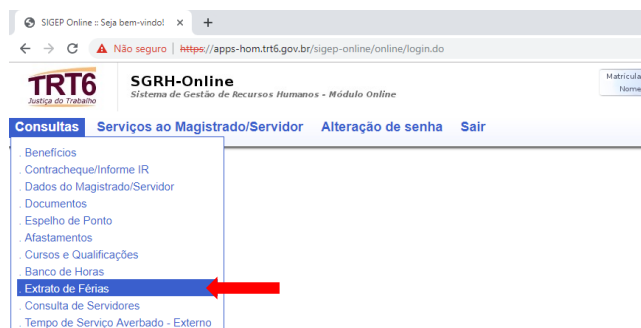 SIGEP Online :: Seja bem-vindo!
Não seguro | https://apps-hom.trt6.gov.br/sigep-online/online/login.do
TRT6
Justiça do Trabalho
SGRH-Online
Sistema de Gestão de Recursos Humanos - Módulo Online
Matrícula
Nome
Consultas Serviços ao Magistrado/Servidor Alteração de senha Sair
. Benefícios
. Contracheque/Informe IR
. Dados do Magistrado/Servidor
. Documentos
. Espelho de Ponto
. Afastamentos
. Cursos e Qualificações
. Banco de Horas
. Extrato de Férias
. Consulta de Servidores
. Tempo de Serviço Averbado - Externo